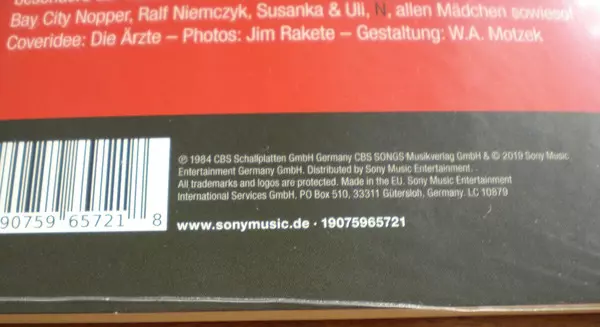 Bay City Nopper, Ralf Niemczyk, Susanka & Uli, N, allen Mädchen sowieso!
Coveridee: Die Ärzte – Photos: Jim Rakete – Gestaltung: W.A. Motzek
℗ 1984 CBS Schallplatten GmbH Germany CBS SONGS Musikverlag GmbH & © 2019 Sony Music
Entertainment Germany GmbH. Distributed by Sony Music Entertainment.
All trademarks and logos are protected. Made in the EU. Sony Music Entertainment
International Services GmbH. PO Box 510, 33311 Gütersloh, Germany. LC 10879
www.sonymusic.de · 19075965721
90759 65721 8